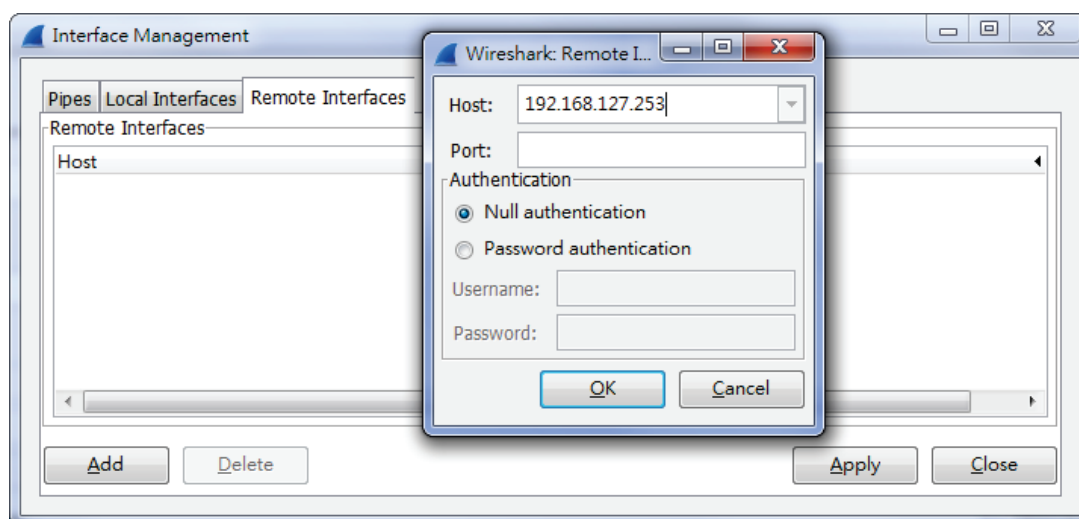 Interface Management
Wireshark: Remote I...
Pipes Local Interfaces Remote Interfaces
Remote Interfaces
Host
Host: 192.168.127.253
Port:
Authentication
Null authentication
Password authentication
Username:
Password:
OK Cancel
Add Delete Apply Close